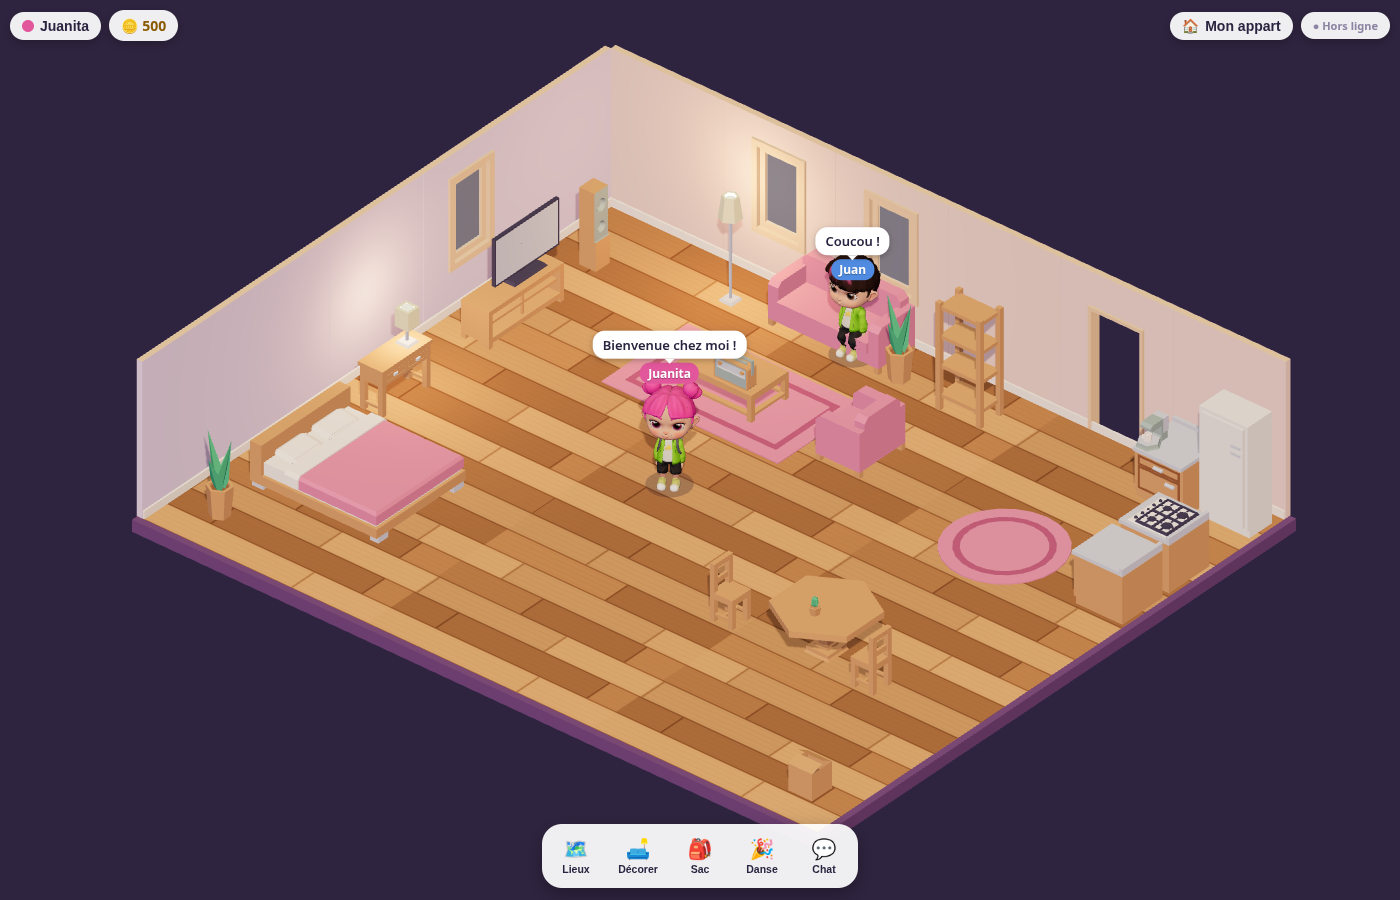 Juanita
500
Mon appart
● Hors ligne
Coucou !
Juan
Bienvenue chez moi !
Juanita
Lieux
Décorer
Sac
Danse
Chat